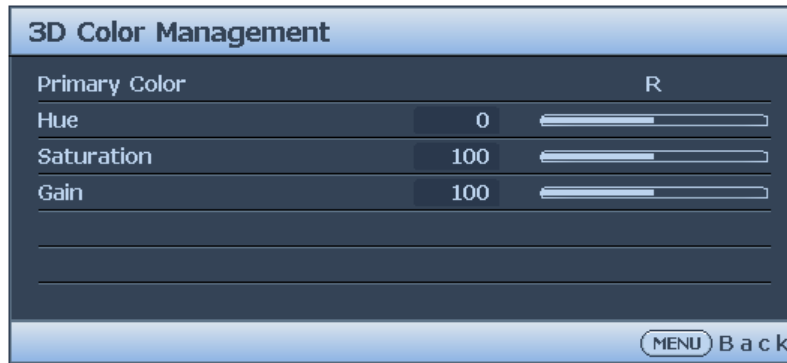 3D Color Management
Primary Color R
Hue 0
Saturation 100
Gain 100
MENU Back